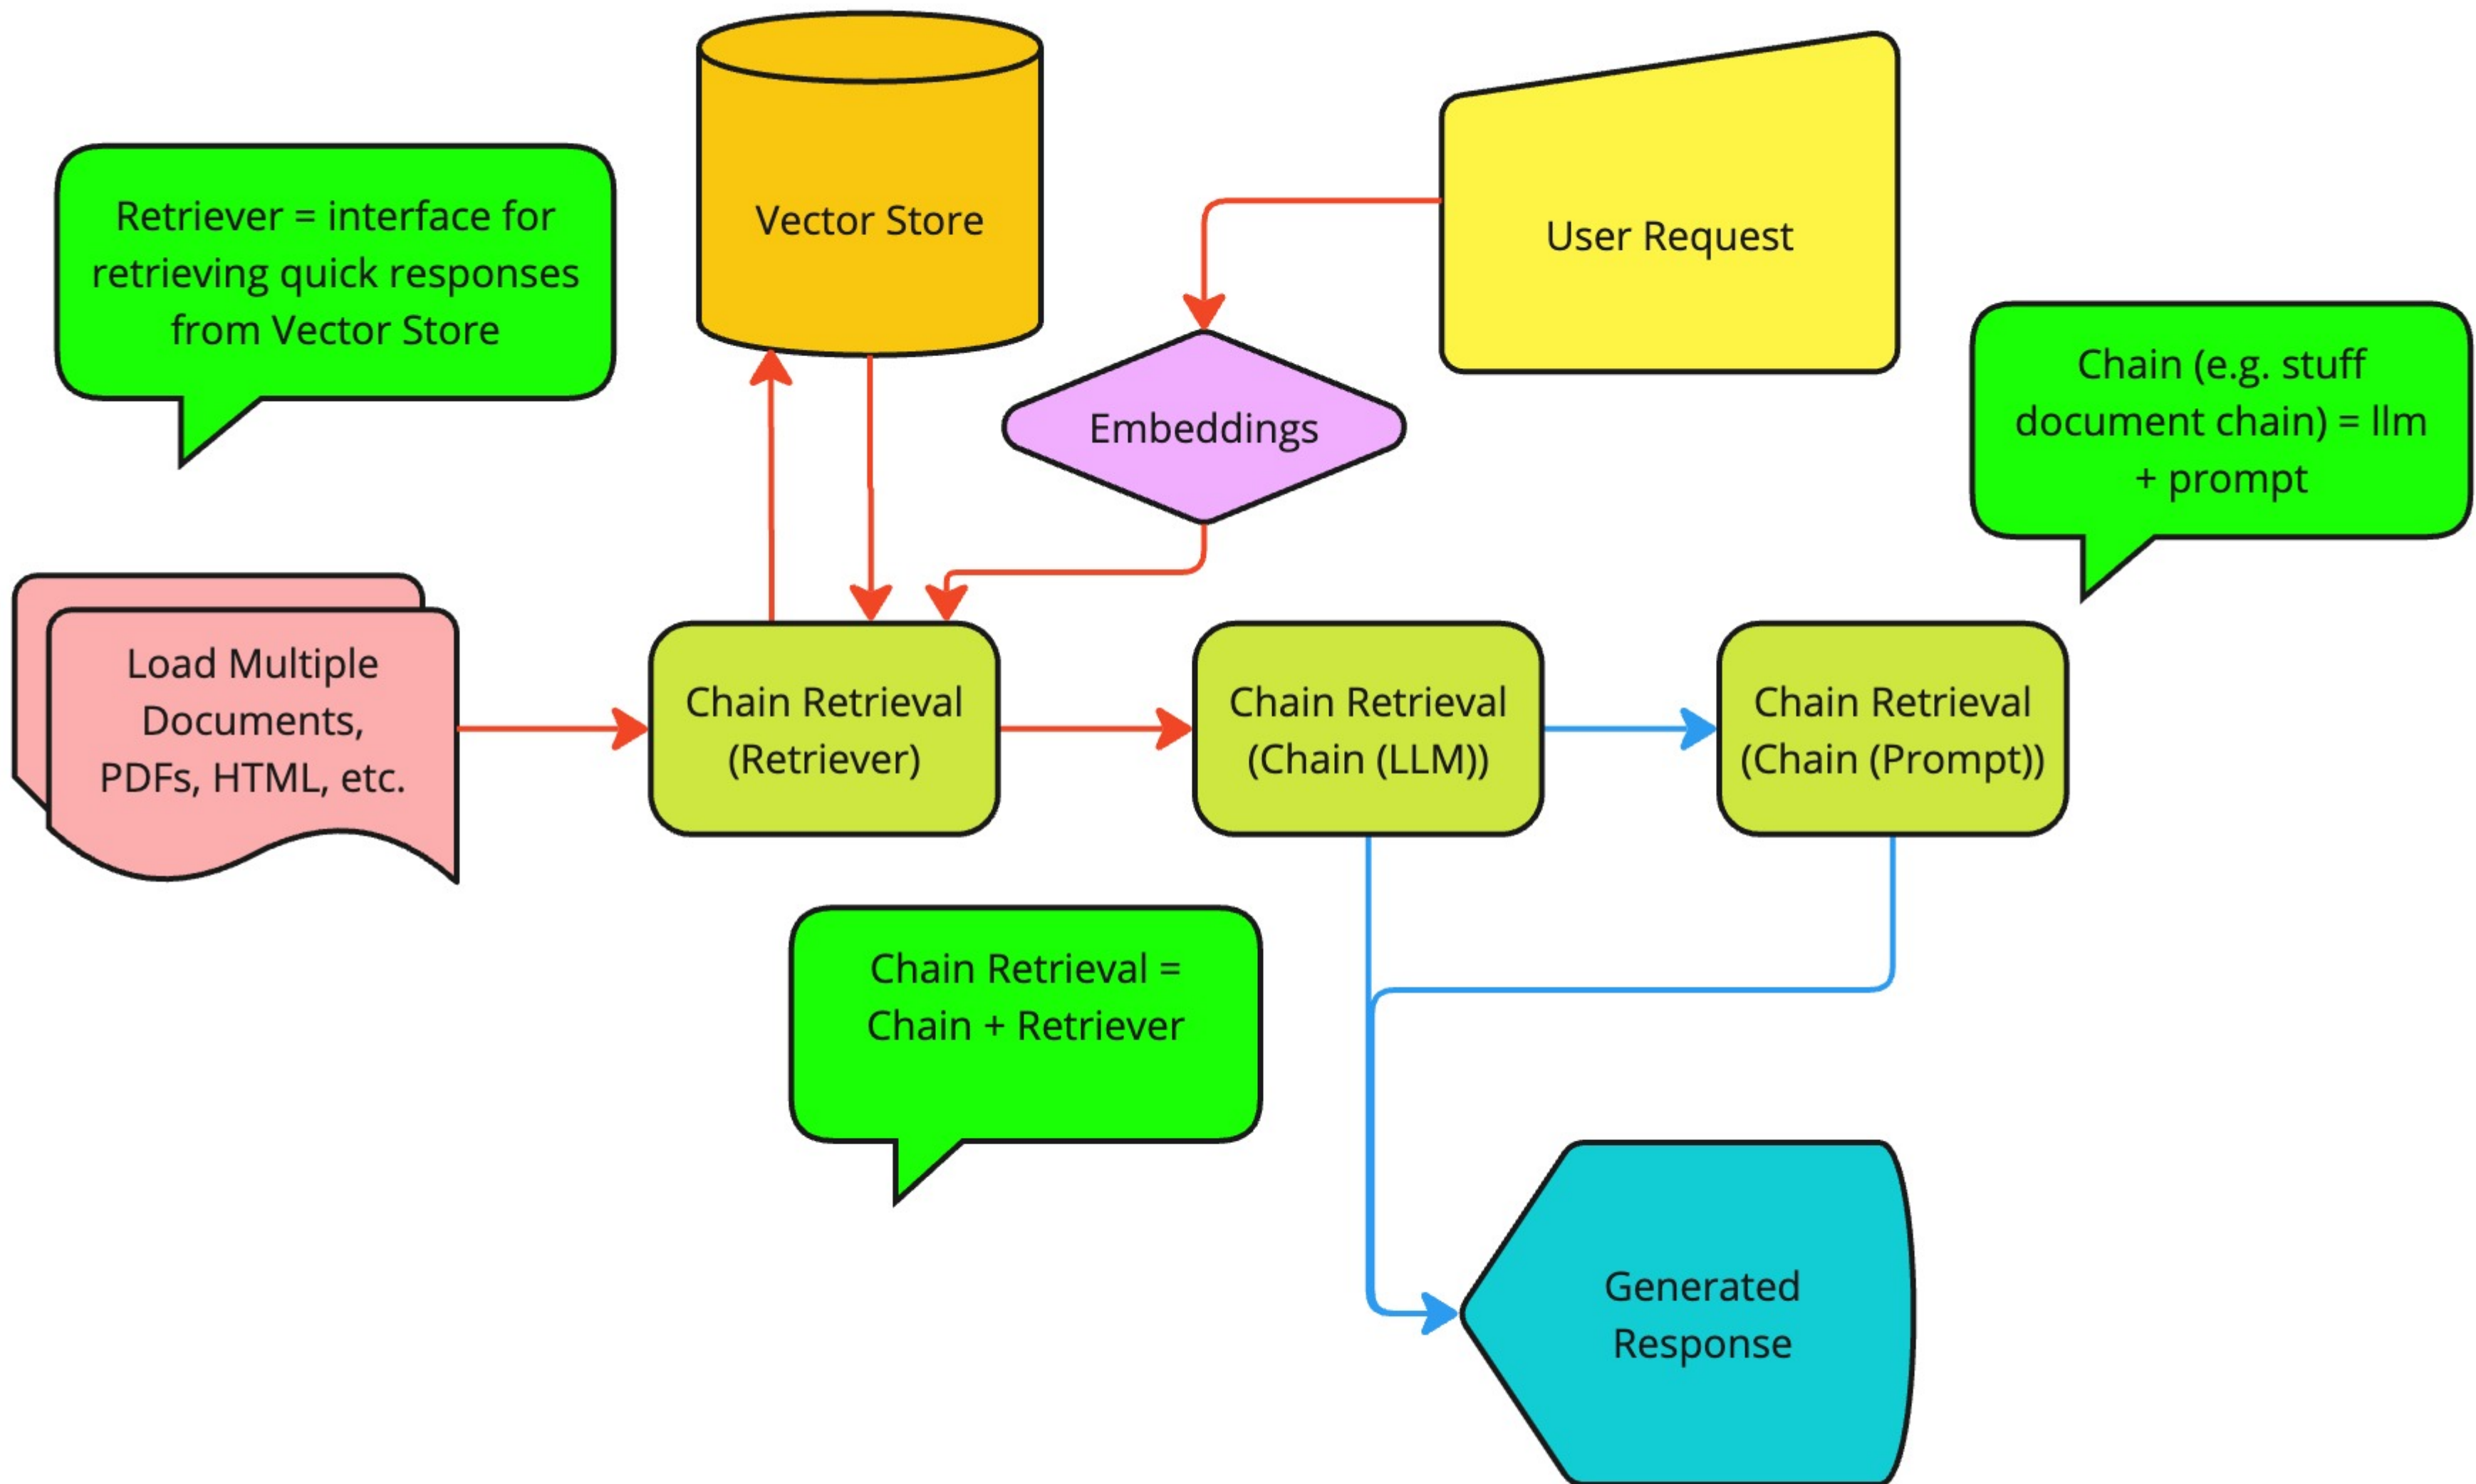 Vector Store
User Request
Retriever = interface for
retrieving quick responses
from Vector Store
Embeddings
Chain (e.g. stuff
document chain) = llm
+ prompt
Load Multiple
Documents,
PDFs, HTML, etc.
Chain Retrieval
(Retriever)
Chain Retrieval
(Chain (LLM))
Chain Retrieval
(Chain (Prompt))
Chain Retrieval =
Chain + Retriever
Generated
Response